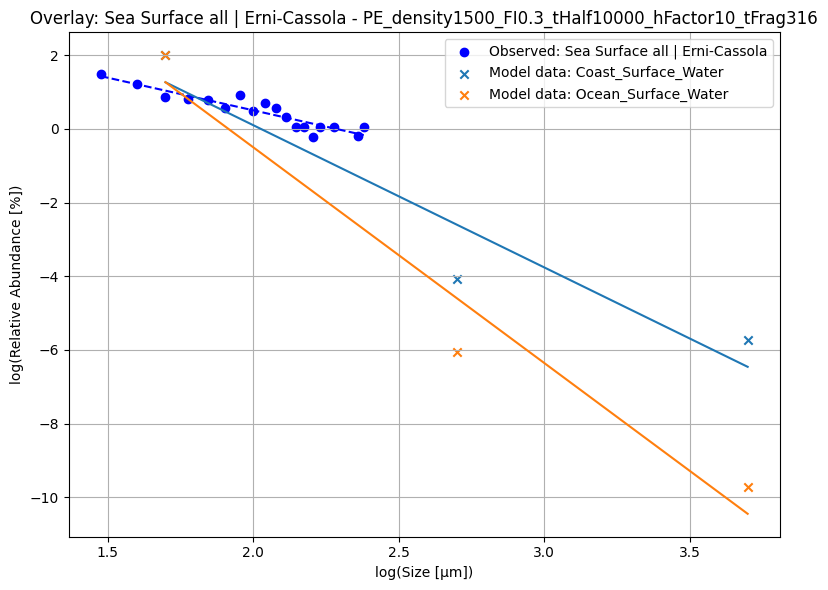 Overlay: Sea Surface all | Erni-Cassola - PE_density1500_FI0.3_tHalf10000_hFactor10_tFrag316
Observed: Sea Surface all | Erni-Cassola
Model data: Coast_Surface_Water
Model data: Ocean_Surface_Water
log(Relative Abundance [%])
2
0
−2
−4
−6
−8
−10
1.5
2.0
2.5
3.0
3.5
log(Size [μm])